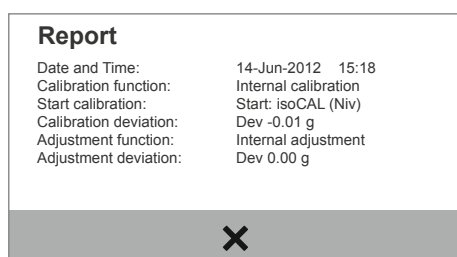 Report
Date and Time: 14-Jun-2012 15:18
Calibration function: Internal calibration
Start calibration: Start: isoCAL (Niv)
Calibration deviation: Dev -0.01 g
Adjustment function: Internal adjustment
Adjustment deviation: Dev 0.00 g